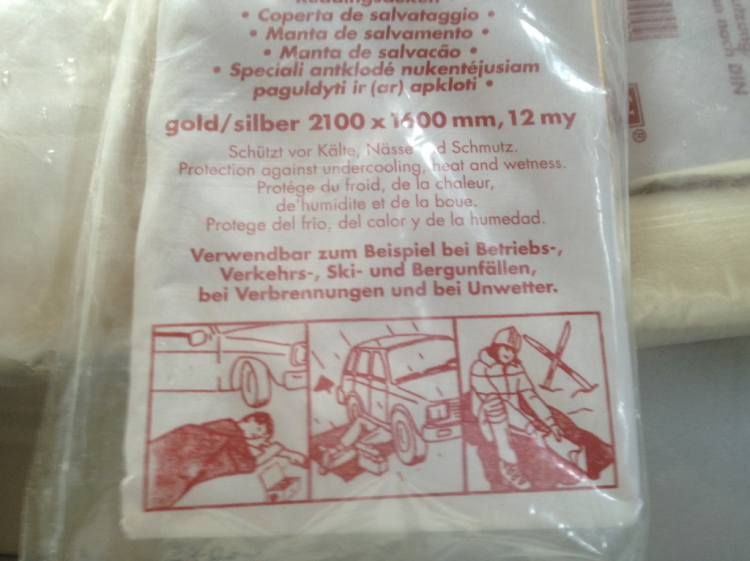 • Coperta de salvataggio •
• Manta de salvamento •
• Manta de salvacão •
• Speciali antklodė nukentėjusiam
paguldyti ir (ar) apkloti •
gold/silber 2100 x 1600 mm, 12 my
Schützt vor Kälte, Nässe und Schmutz.
Protection against undercooling, heat and wetness.
Protége du froid, de la chaleur,
de humidite et de la boue.
Protege del frio, del calor y de la humedad.
Verwendbar zum Beispiel bei Betriebs-,
Verkehrs-, Ski- und Bergunfällen,
bei Verbrennungen und bei Unwetter.
DIN
®